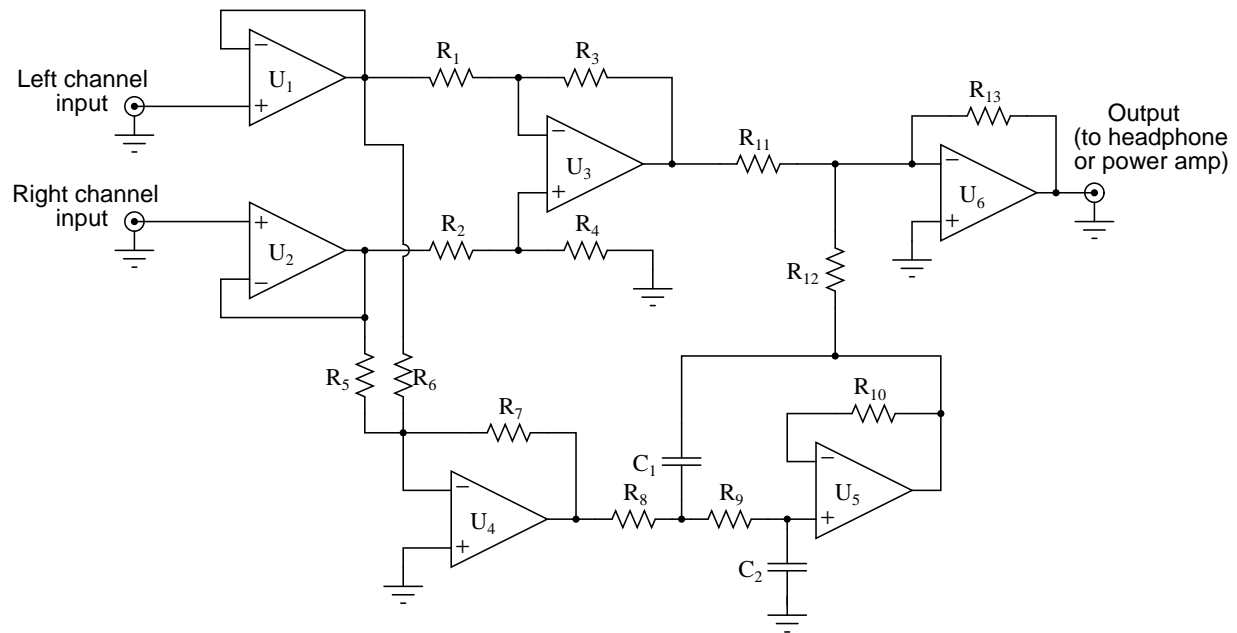 Left channel
input
Right channel
input
−
U1
+
+
U2
−
R1
R3
−
U3
+
R2
R4
R11
R13
−
U6
+
Output
(to headphone
or power amp)
R12
R5
R6
R7
−
U4
+
R8
C1
R9
R10
−
U5
+
C2